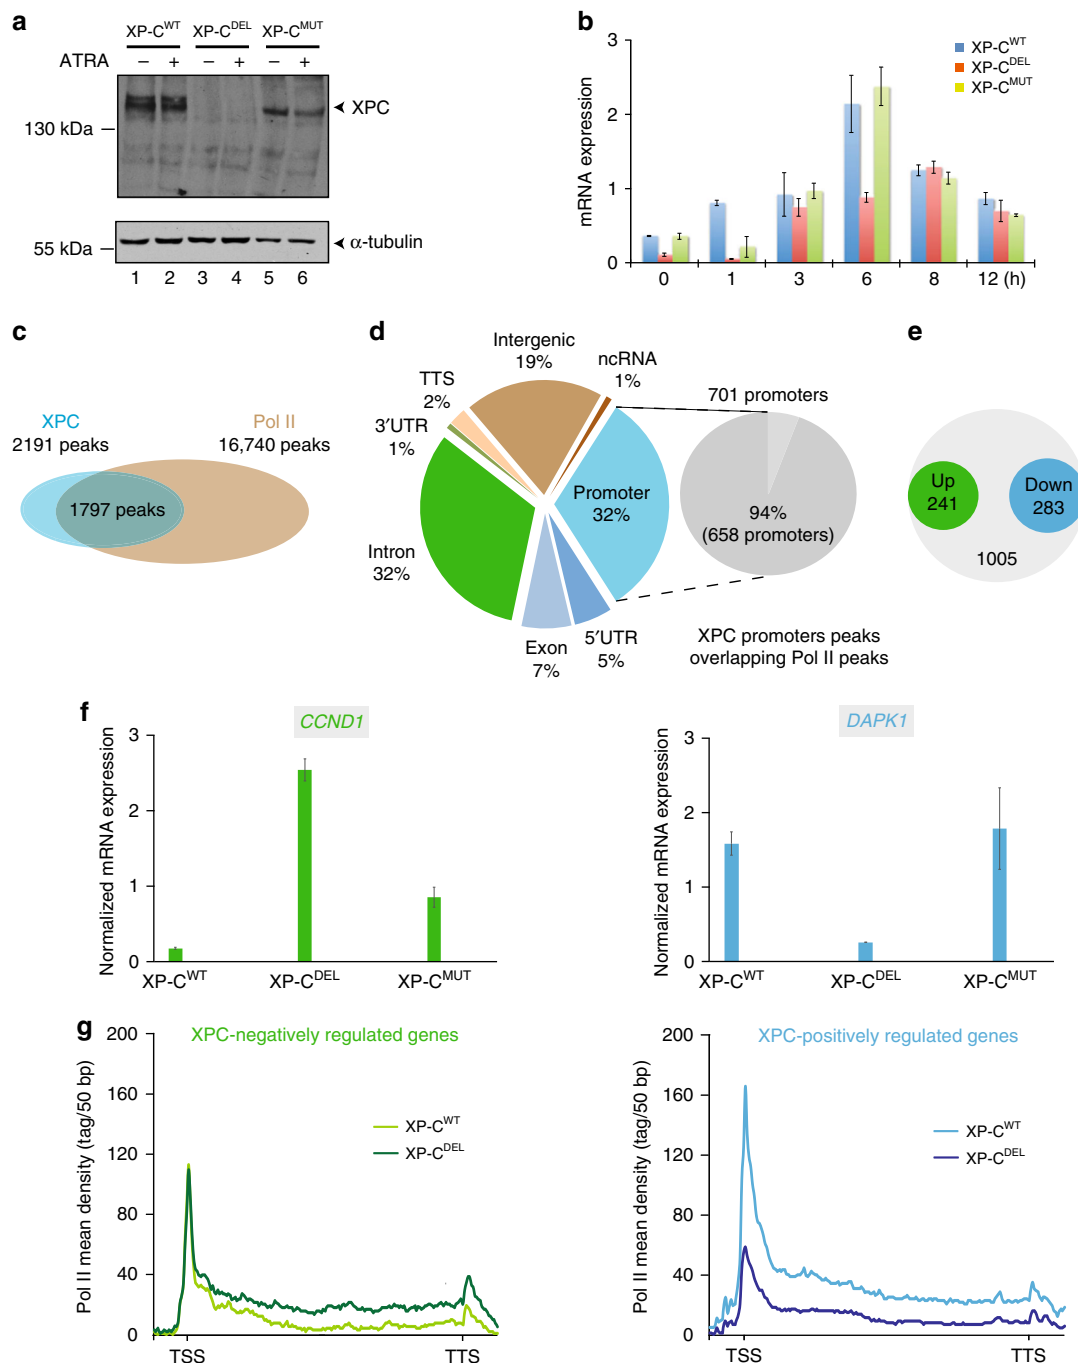 a
XP-C^WT XP-C^DEL XP-C^MUT
ATRA – + – + – +
XPC
130 kDa
55 kDa
α-tubulin
1 2 3 4 5 6
b
mRNA expression
3
2
1
0
XP-C^WT
XP-C^DEL
XP-C^MUT
0 1 3 6 8 12 (h)
c
XPC
2191 peaks
Pol II
16,740 peaks
1797 peaks
d
Intergenic
19%
ncRNA
1%
TTS
2%
3′UTR
1%
Intron
32%
Exon
7%
5′UTR
5%
Promoter
32%
701 promoters
94%
(658 promoters)
XPC promoters peaks
overlapping Pol II peaks
e
Up
241
Down
283
1005
f
CCND1
Normalized mRNA expression
3
2
1
0
XP-C^WT XP-C^DEL XP-C^MUT
DAPK1
Normalized mRNA expression
3
2
1
0
XP-C^WT XP-C^DEL XP-C^MUT
g
XPC-negatively regulated genes
Pol II mean density (tag/50 bp)
200
160
120
80
40
0
XP-C^WT
XP-C^DEL
TSS TTS
XPC-positively regulated genes
Pol II mean density (tag/50 bp)
200
160
120
80
40
0
XP-C^WT
XP-C^DEL
TSS TTS